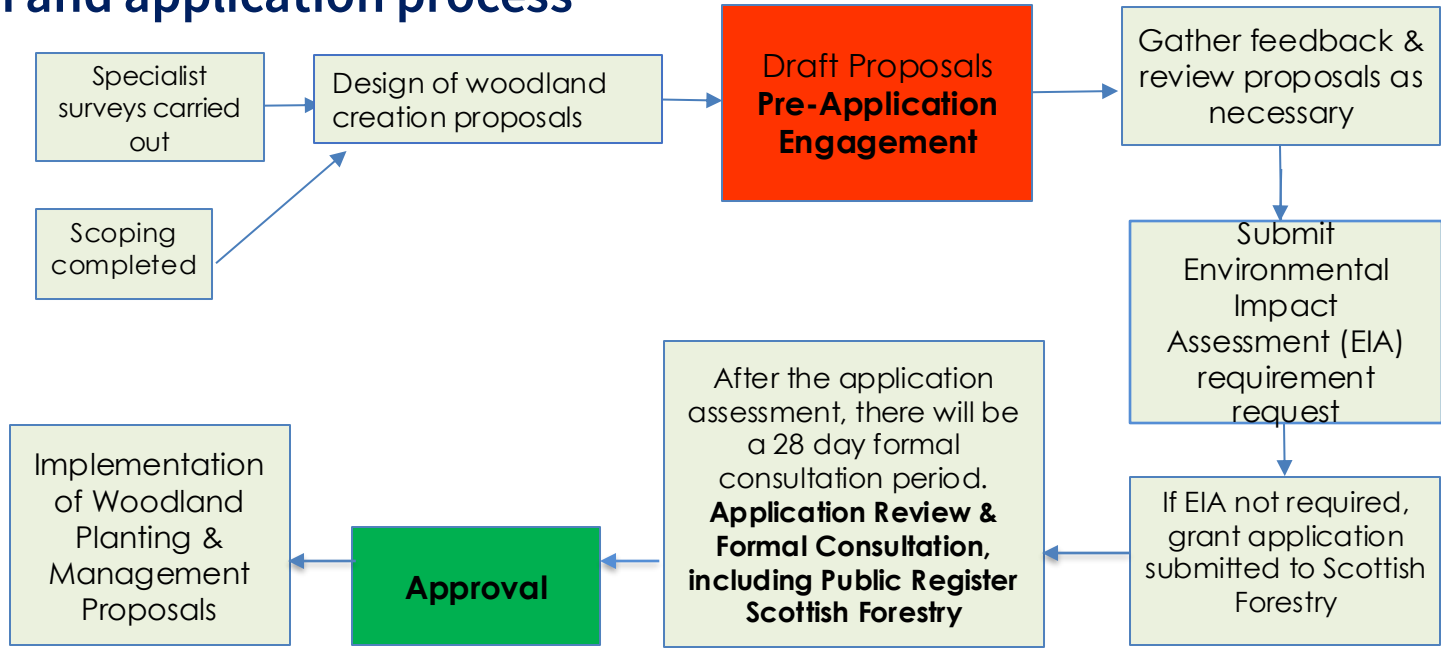 and application process
Specialist
surveys carried
out
Scoping
completed
Design of woodland
creation proposals
Draft Proposals
Pre-Application
Engagement
Gather feedback &
review proposals as
necessary
Submit
Environmental
Impact
Assessment (EIA)
requirement
request
If EIA not required,
grant application
submitted to Scottish
Forestry
After the application
assessment, there will be
a 28 day formal
consultation period.
Application Review &
Formal Consultation,
including Public Register
Scottish Forestry
Approval
Implementation
of Woodland
Planting &
Management
Proposals